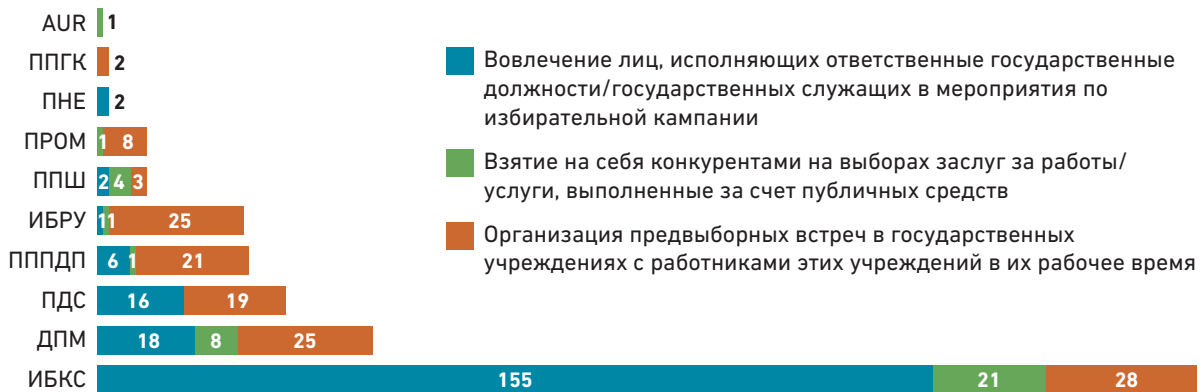 AUR 1
ППГК 2
ПНЕ 2
ПРОМ 1 8
ППШ 2 4 3
ИБРУ 1 1 25
ПППДП 6 1 21
ПДС 16 19
ДПМ 18 8 25
ИБКС 155 21 28
Вовлечение лиц, исполняющих ответственные государственные
должности/государственных служащих в мероприятия по
избирательной кампании
Взятие на себя конкурентами на выборах заслуг за работы/
услуги, выполненные за счет публичных средств
Организация предвыборных встреч в государственных
учреждениях с работниками этих учреждений в их рабочее время